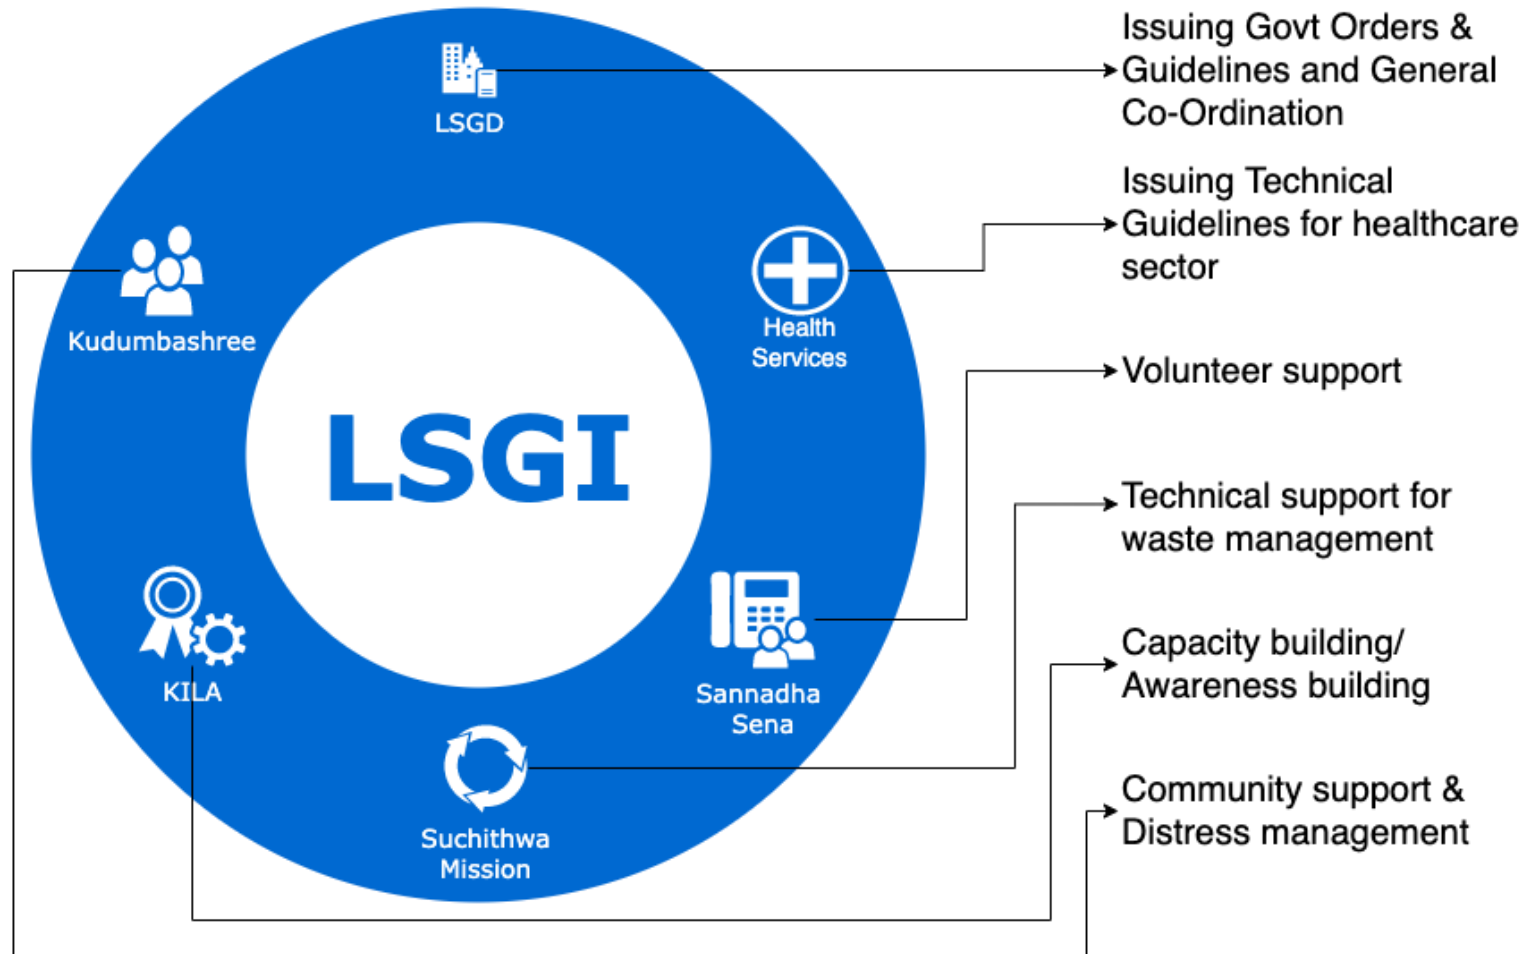 LSGD
Kudumbashree
Health
Services
LSGI
KILA
Sannadha
Sena
Suchithwa
Mission
Issuing Govt Orders &
Guidelines and General
Co-Ordination
Issuing Technical
Guidelines for healthcare
sector
Volunteer support
Technical support for
waste management
Capacity building/
Awareness building
Community support &
Distress management